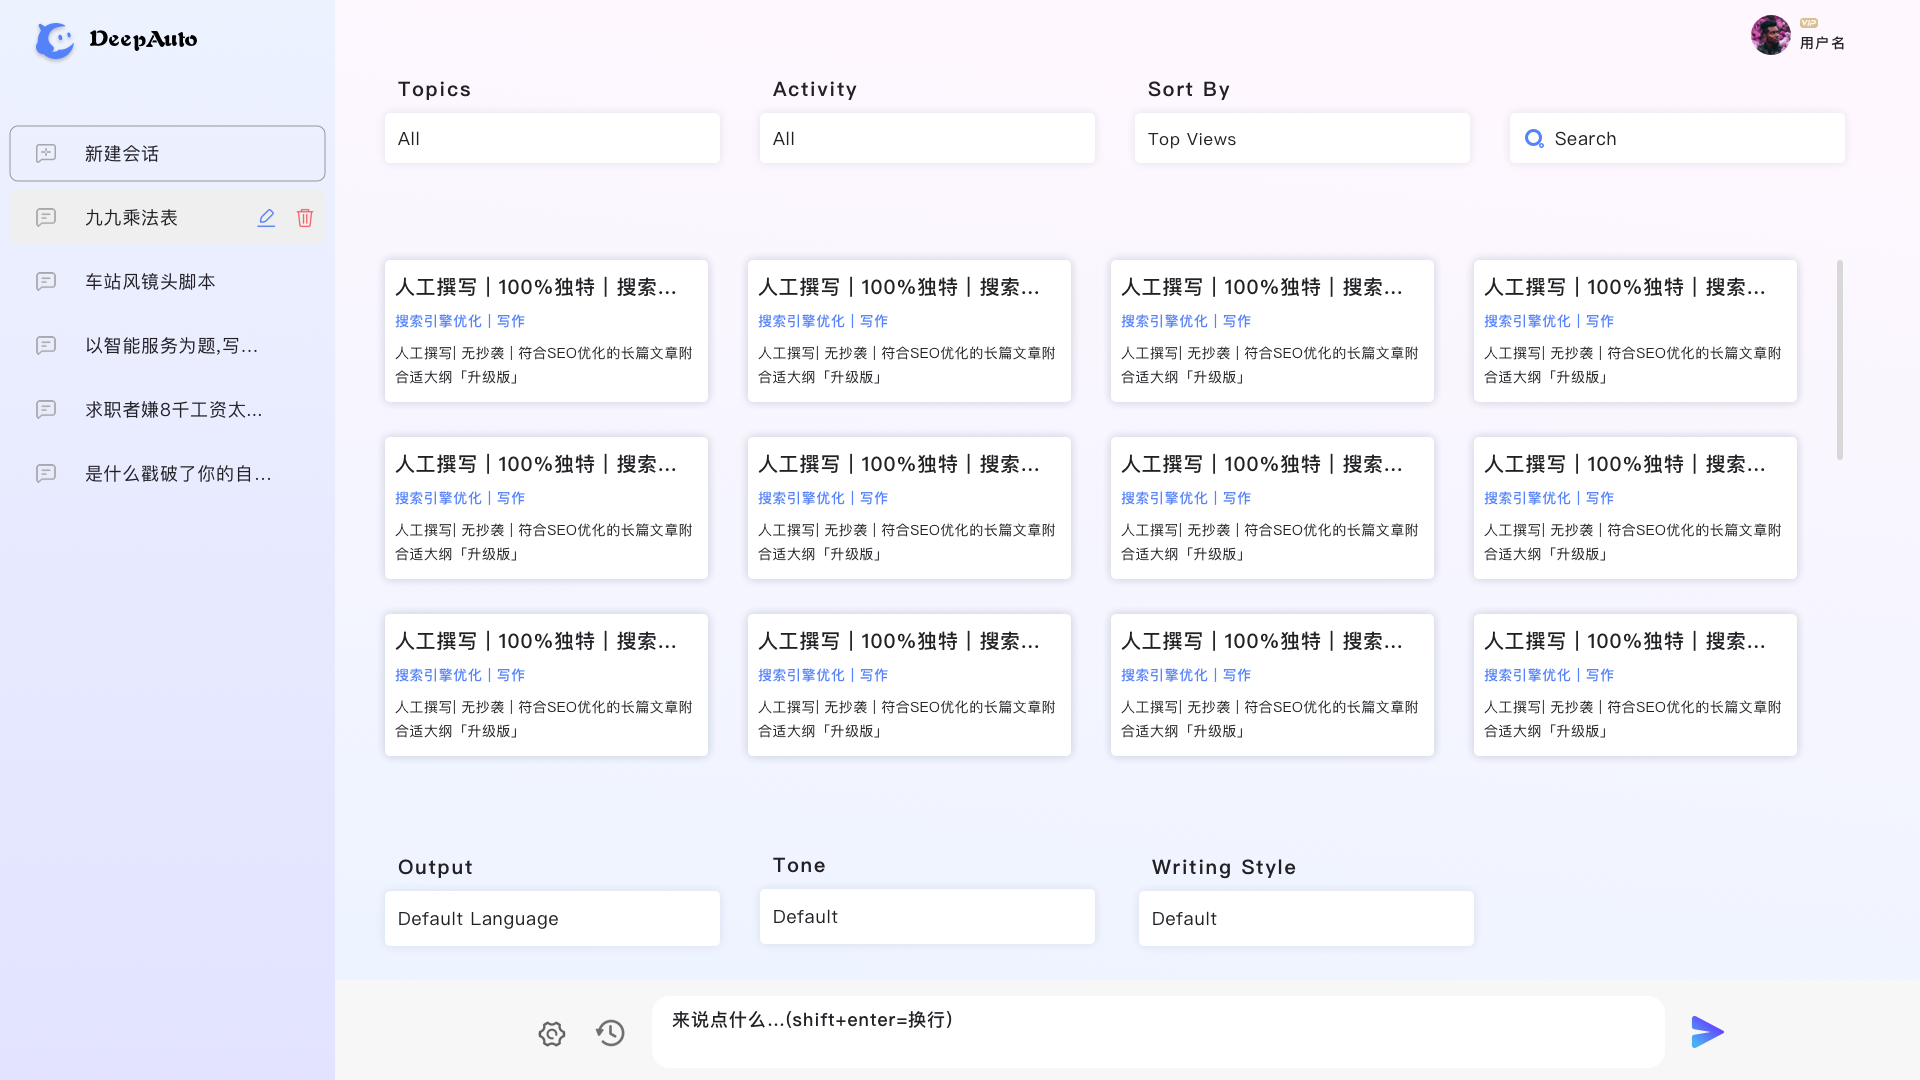 DeepAuto
VIP
用户名
新建会话
九九乘法表
车站风镜头脚本
以智能服务为题,写...
求职者嫌8千工资太...
是什么戳破了你的自...
Topics
Activity
Sort By
All
All
Top Views
Search
人工撰写｜100%独特｜搜索...
搜索引擎优化｜写作
人工撰写| 无抄袭｜符合SEO优化的长篇文章附
合适大纲「升级版」
人工撰写｜100%独特｜搜索...
搜索引擎优化｜写作
人工撰写| 无抄袭｜符合SEO优化的长篇文章附
合适大纲「升级版」
人工撰写｜100%独特｜搜索...
搜索引擎优化｜写作
人工撰写| 无抄袭｜符合SEO优化的长篇文章附
合适大纲「升级版」
人工撰写｜100%独特｜搜索...
搜索引擎优化｜写作
人工撰写| 无抄袭｜符合SEO优化的长篇文章附
合适大纲「升级版」
人工撰写｜100%独特｜搜索...
搜索引擎优化｜写作
人工撰写| 无抄袭｜符合SEO优化的长篇文章附
合适大纲「升级版」
人工撰写｜100%独特｜搜索...
搜索引擎优化｜写作
人工撰写| 无抄袭｜符合SEO优化的长篇文章附
合适大纲「升级版」
人工撰写｜100%独特｜搜索...
搜索引擎优化｜写作
人工撰写| 无抄袭｜符合SEO优化的长篇文章附
合适大纲「升级版」
人工撰写｜100%独特｜搜索...
搜索引擎优化｜写作
人工撰写| 无抄袭｜符合SEO优化的长篇文章附
合适大纲「升级版」
人工撰写｜100%独特｜搜索...
搜索引擎优化｜写作
人工撰写| 无抄袭｜符合SEO优化的长篇文章附
合适大纲「升级版」
人工撰写｜100%独特｜搜索...
搜索引擎优化｜写作
人工撰写| 无抄袭｜符合SEO优化的长篇文章附
合适大纲「升级版」
人工撰写｜100%独特｜搜索...
搜索引擎优化｜写作
人工撰写| 无抄袭｜符合SEO优化的长篇文章附
合适大纲「升级版」
人工撰写｜100%独特｜搜索...
搜索引擎优化｜写作
人工撰写| 无抄袭｜符合SEO优化的长篇文章附
合适大纲「升级版」
Output
Tone
Writing Style
Default Language
Default
Default
来说点什么...(shift+enter=换行)